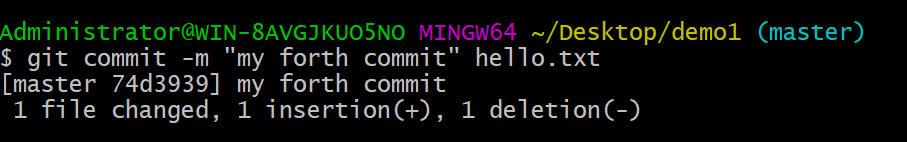 Administrator@WIN-8AVGJKUO5NO MINGW64 ~/Desktop/demo1 (master)
$ git commit -m "my forth commit" hello.txt
[master 74d3939] my forth commit
 1 file changed, 1 insertion(+), 1 deletion(-)